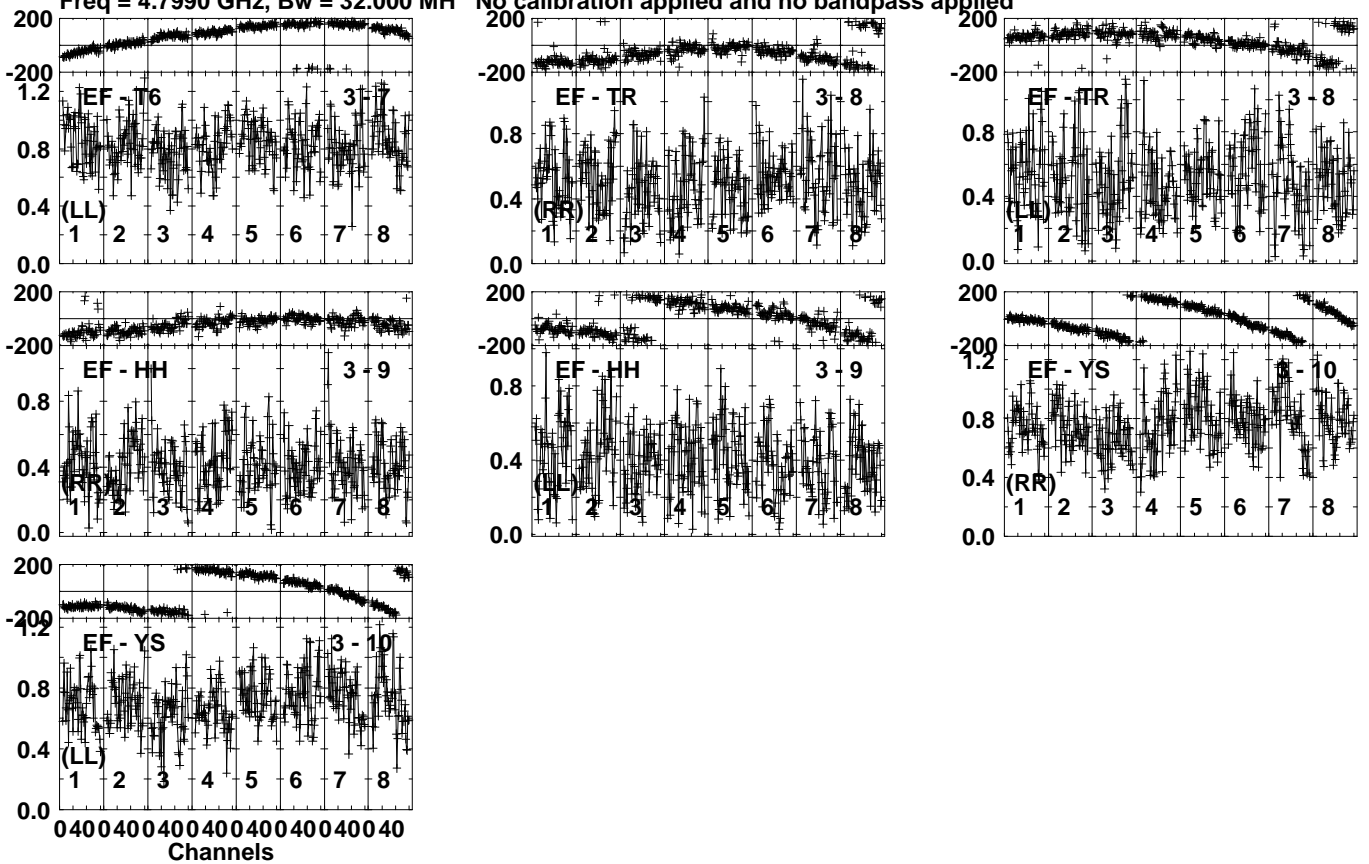 Freq = 4.7990 GHz, Bw = 32.000 MH No calibration applied and no bandpass applied
200
-200
1.2
0.8
0.4
0.0
EF - T6 3 - 7
(LL)
1 2 3 4 5 6 7 8
200
-200
0.8
0.4
0.0
EF - TR 3 - 8
(RR)
1 2 3 4 5 6 7 8
200
-200
0.8
0.4
0.0
EF - TR 3 - 8
(LL)
1 2 3 4 5 6 7 8
200
-200
0.8
0.4
0.0
EF - HH 3 - 9
(RR)
1 2 3 4 5 6 7 8
200
-200
0.8
0.4
0.0
EF - HH 3 - 9
(LL)
1 2 3 4 5 6 7 8
200
-200
1.2
0.8
0.4
0.0
EF - YS 3 - 10
(RR)
1 2 3 4 5 6 7 8
200
-200
1.2
0.8
0.4
0.0
EF - YS 3 - 10
(LL)
1 2 3 4 5 6 7 8
0 40 0 40 0 40 0 40 0 40 0 40 0 40 0 40
Channels